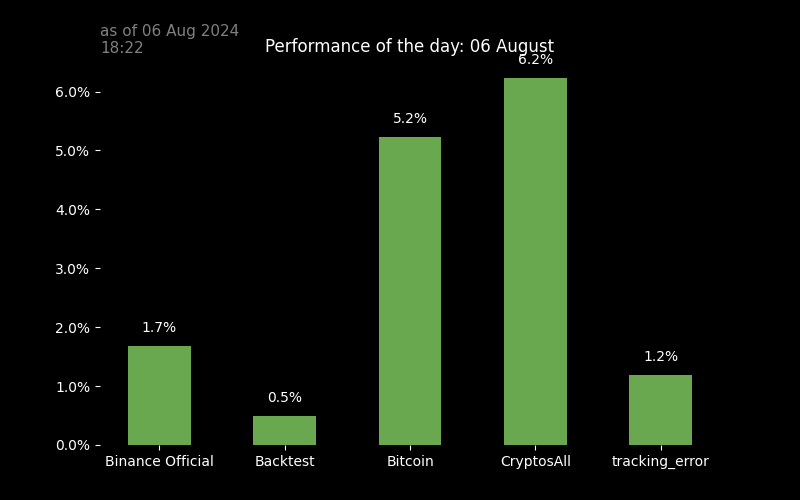 as of 06 Aug 2024
18:22
Performance of the day: 06 August
6.2%
6.0%
5.2%
5.0%
4.0%
3.0%
2.0%
1.7%
1.2%
1.0%
0.5%
0.0%
Binance Official
Backtest
Bitcoin
CryptosAll
tracking_error